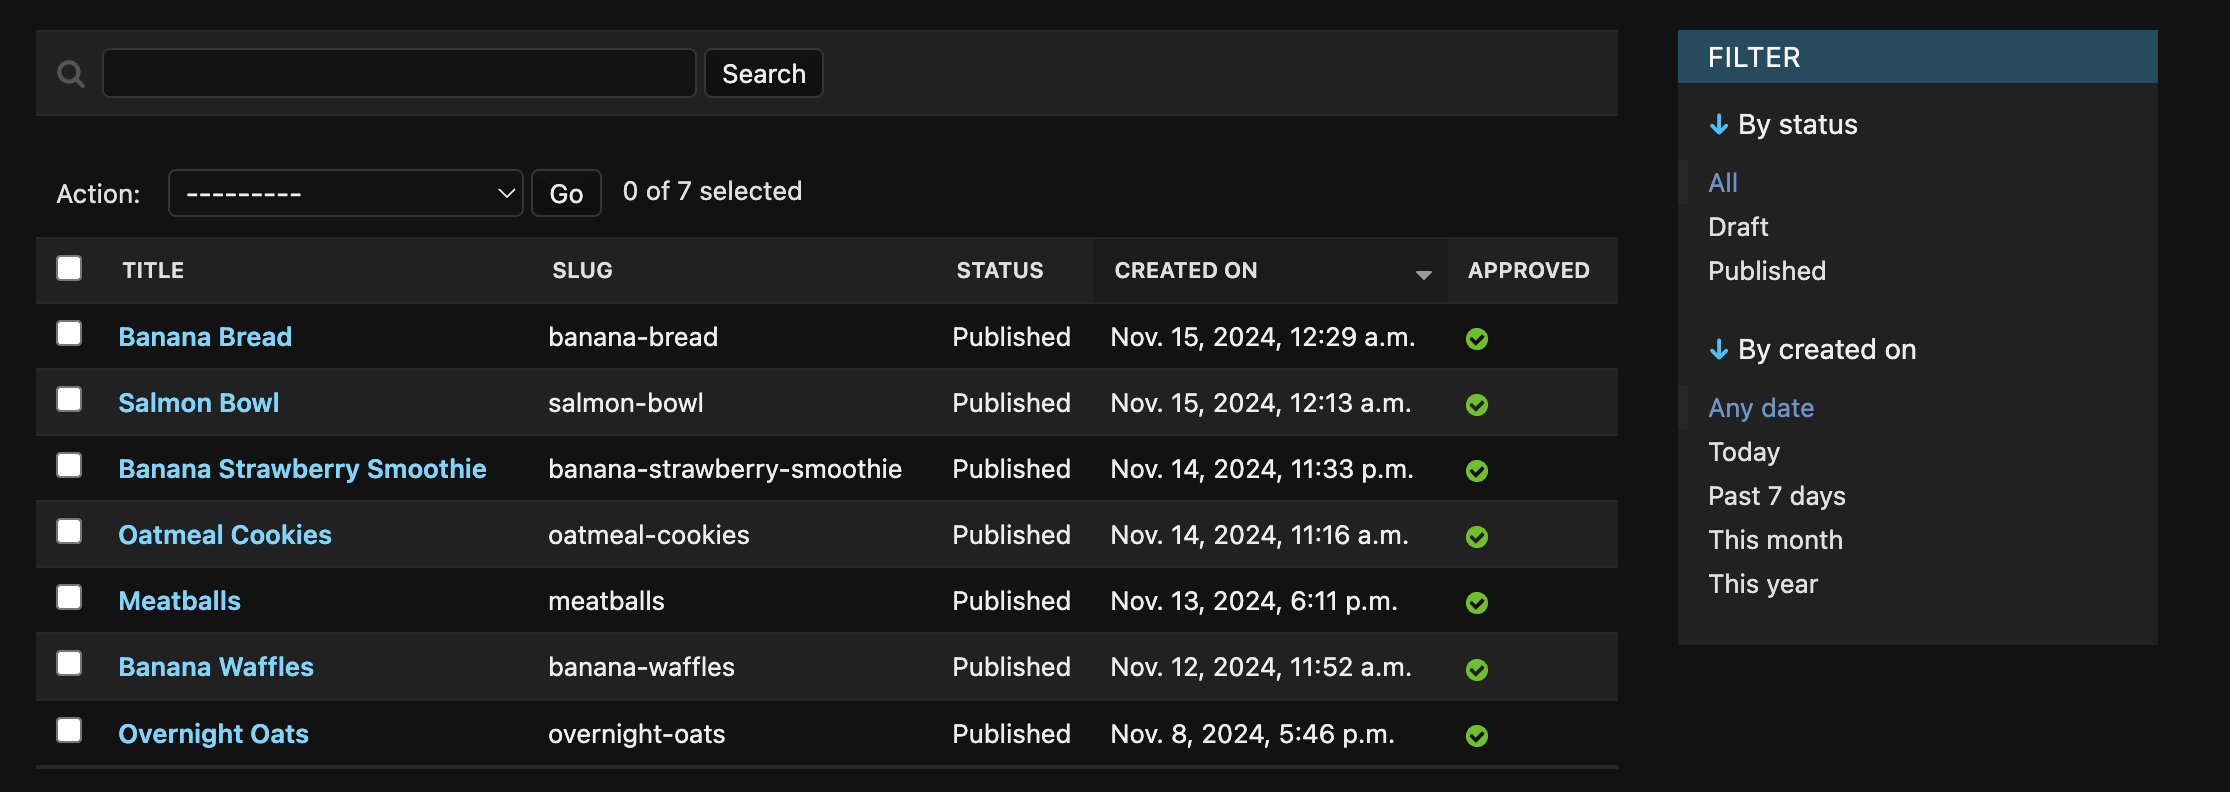 Search
Action: --------- Go 0 of 7 selected
TITLE SLUG STATUS CREATED ON APPROVED
Banana Bread banana-bread Published Nov. 15, 2024, 12:29 a.m.
Salmon Bowl salmon-bowl Published Nov. 15, 2024, 12:13 a.m.
Banana Strawberry Smoothie banana-strawberry-smoothie Published Nov. 14, 2024, 11:33 p.m.
Oatmeal Cookies oatmeal-cookies Published Nov. 14, 2024, 11:16 a.m.
Meatballs meatballs Published Nov. 13, 2024, 6:11 p.m.
Banana Waffles banana-waffles Published Nov. 12, 2024, 11:52 a.m.
Overnight Oats overnight-oats Published Nov. 8, 2024, 5:46 p.m.
FILTER
By status
All
Draft
Published
By created on
Any date
Today
Past 7 days
This month
This year